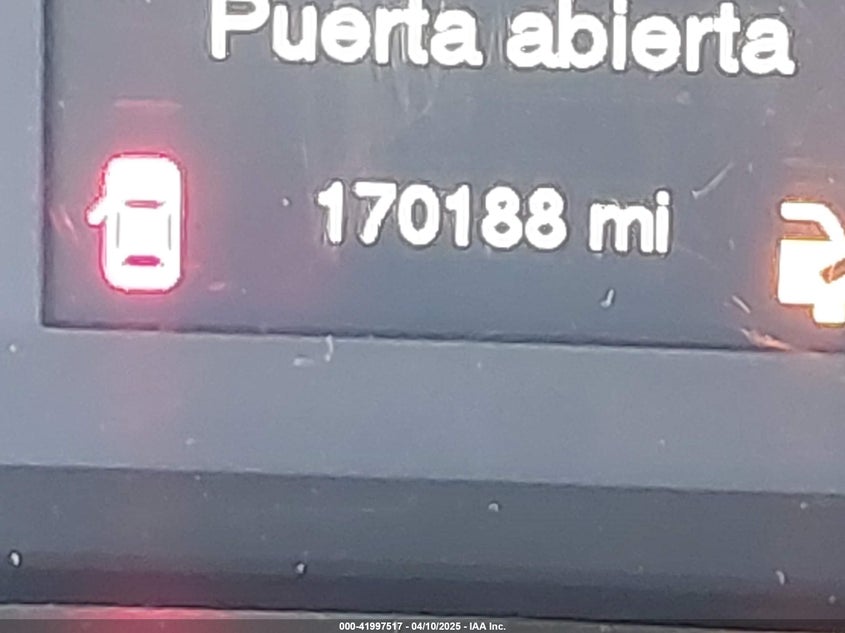 Puerta abierta
170188 mi
000-41997517 - 04/10/2025 - IAA Inc.